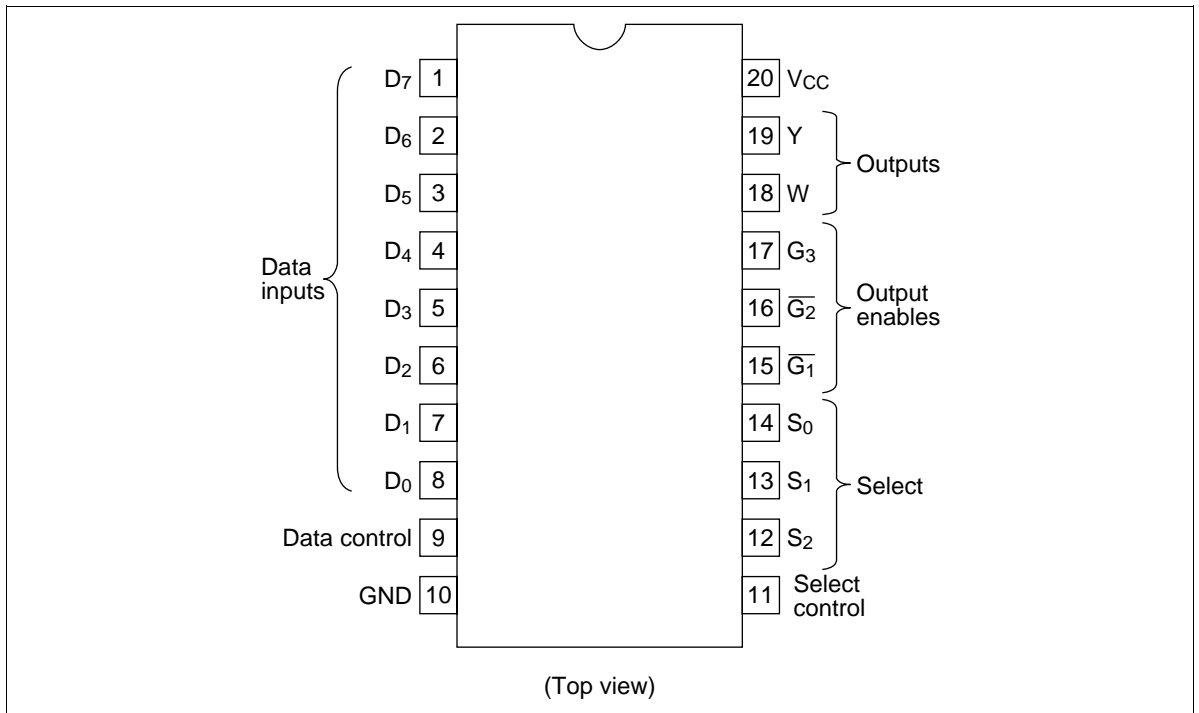 D7 1
D6 2
D5 3
D4 4
D3 5
D2 6
D1 7
D0 8
Data
inputs
Data control 9
GND 10
20 VCC
19 Y
18 W
Outputs
17 G3
16 G̅2̅
15 G̅1̅
Output
enables
14 S0
13 S1
12 S2
Select
11 Select
control
(Top view)